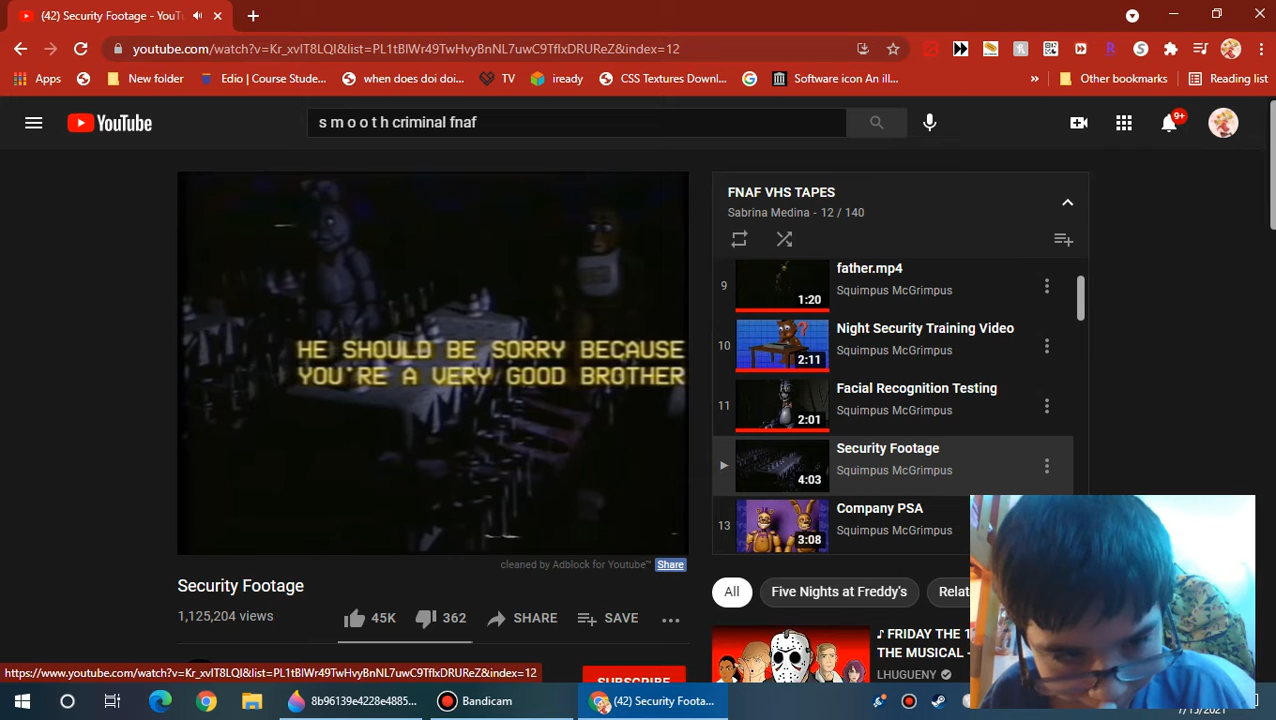 (42) Security Footage - YouT
youtube.com/watch?v=Kr_xvIT8LQI&list=PL1tBlWr49TwHvyBnNL7uwC9TflxDRUReZ&index=12
Apps
New folder
Edio | Course Stude...
when does doi doi...
TV
iready
CSS Textures Downl...
Software icon An ill...
»
Other bookmarks
Reading list
YouTube
s m o o t h criminal fnaf
9+
HE SHOULD BE SORRY BECAUSE
YOU'RE A VERY GOOD BROTHER
cleaned by Adblock for Youtube™ Share
Security Footage
1,125,204 views
45K
362
SHARE
SAVE
FNAF VHS TAPES
Sabrina Medina - 12 / 140
9
1:20
father.mp4
Squimpus McGrimpus
10
2:11
Night Security Training Video
Squimpus McGrimpus
11
2:01
Facial Recognition Testing
Squimpus McGrimpus
4:03
Security Footage
Squimpus McGrimpus
13
3:08
Company PSA
Squimpus McGrimpus
All
Five Nights at Freddy's
Relat
♪ FRIDAY THE 1
THE MUSICAL -
LHUGUENY
SUBSCRIBE
https://www.youtube.com/watch?v=Kr_xvIT8LQI&list=PL1tBlWr49TwHvyBnNL7uwC9TflxDRUReZ&index=12
8b96139e4228e4885...
Bandicam
(42) Security Foota...
7/15/2021